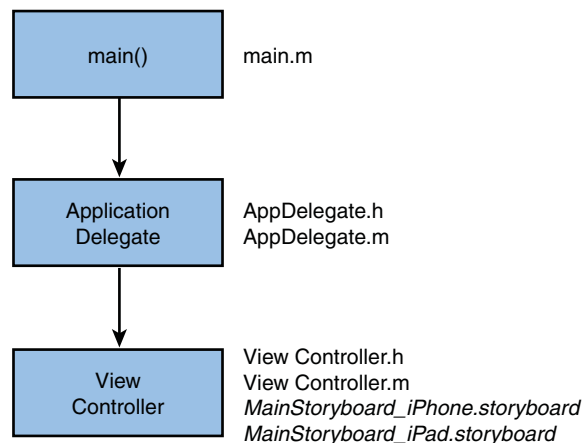 main()
main.m
Application
Delegate
AppDelegate.h
AppDelegate.m
View
Controller
View Controller.h
View Controller.m
MainStoryboard_iPhone.storyboard
MainStoryboard_iPad.storyboard